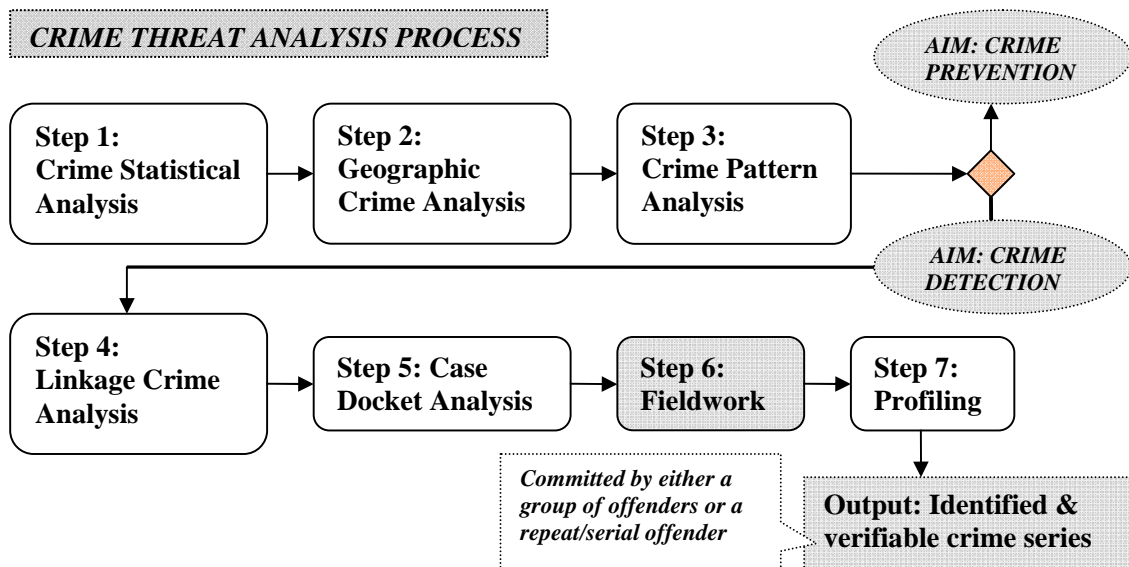 CRIME THREAT ANALYSIS PROCESS
AIM: CRIME
PREVENTION
Step 1:
Crime Statistical
Analysis
Step 2:
Geographic
Crime Analysis
Step 3:
Crime Pattern
Analysis
AIM: CRIME
DETECTION
Step 4:
Linkage Crime
Analysis
Step 5: Case
Docket Analysis
Step 6:
Fieldwork
Step 7:
Profiling
Committed by either a
group of offenders or a
repeat/serial offender
Output: Identified &
verifiable crime series